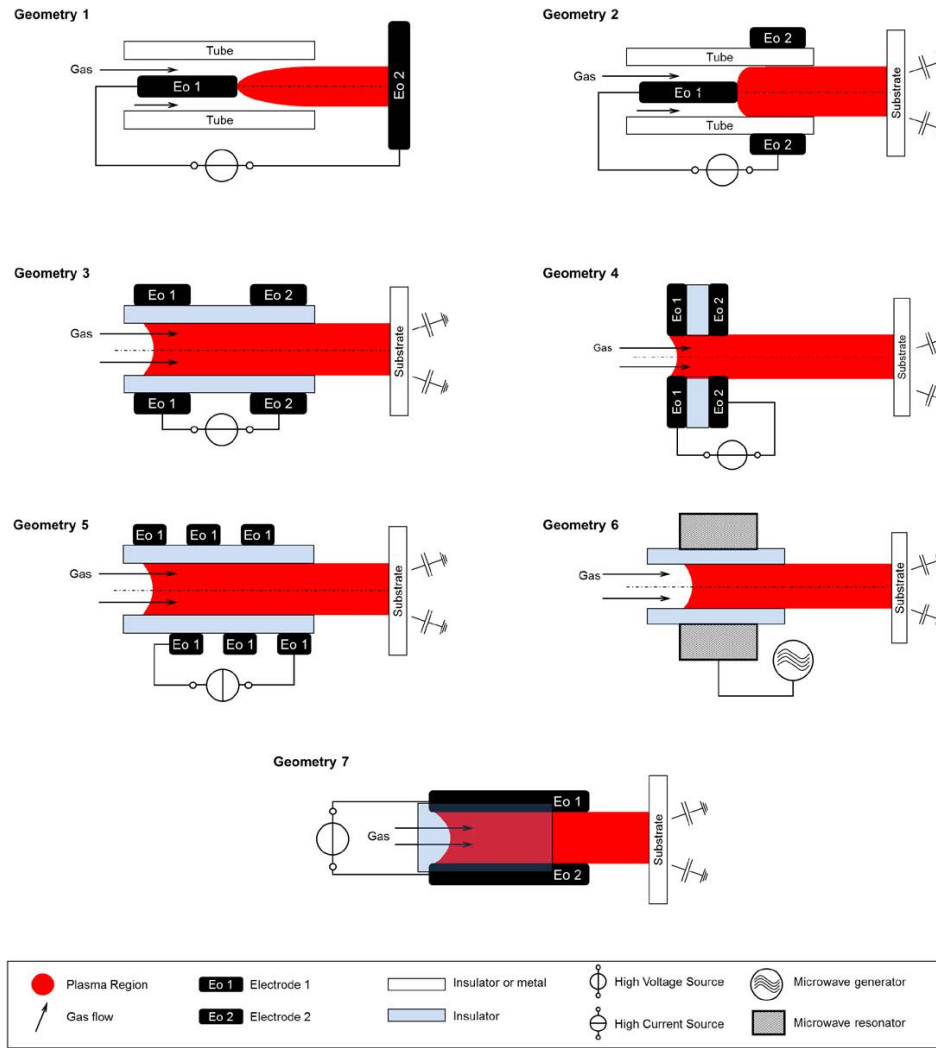 Geometry 1
Tube
Gas
Eo 1
Tube
Eo 2
Geometry 2
Eo 2
Tube
Gas
Eo 1
Tube
Eo 2
Substrate
Geometry 3
Eo 1 Eo 2
Gas
Eo 1 Eo 2
Substrate
Geometry 4
Eo 1 Eo 2
Gas
Eo 1 Eo 2
Substrate
Geometry 5
Eo 1 Eo 1 Eo 1
Gas
Eo 1 Eo 1 Eo 1
Substrate
Geometry 6
Gas
Substrate
Geometry 7
Eo 1
Gas
Eo 2
Substrate
Plasma Region Eo 1 Electrode 1 Insulator or metal High Voltage Source Microwave generator
Gas flow Eo 2 Electrode 2 Insulator High Current Source Microwave resonator